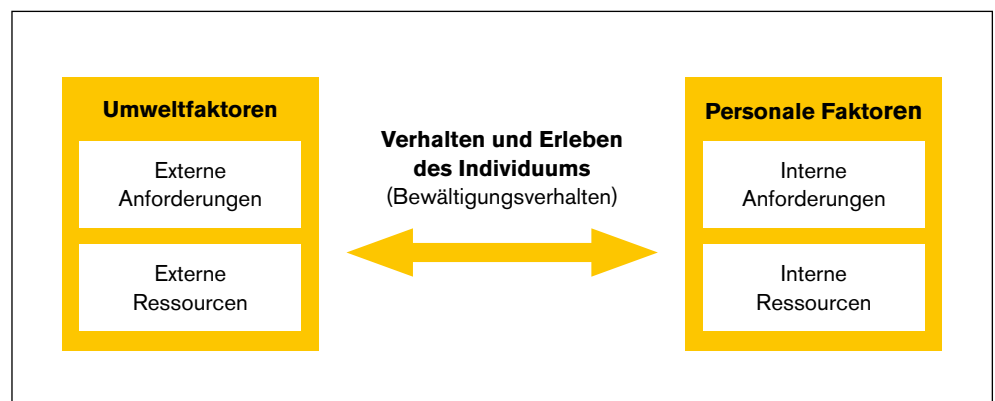 Umweltfaktoren
Externe
Anforderungen
Externe
Ressourcen
Verhalten und Erleben
des Individuums
(Bewältigungsverhalten)
Personale Faktoren
Interne
Anforderungen
Interne
Ressourcen